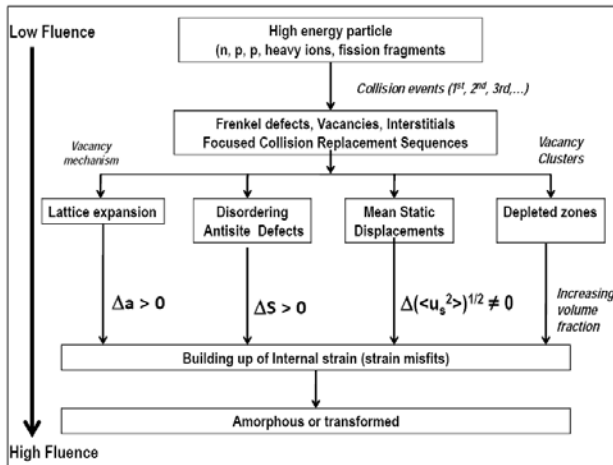 Low Fluence
High energy particle
(n, p, p, heavy ions, fission fragments
Collision events (1st, 2nd, 3rd,...)
Frenkel defects, Vacancies, Interstitials
Focused Collision Replacement Sequences
Vacancy
mechanism
Vacancy
Clusters
Lattice expansion
Disordering
Antisite Defects
Mean Static
Displacements
Depleted zones
Δa > 0
ΔS > 0
Δ(<u_s²>)^1/2 ≠ 0
Increasing
volume
fraction
Building up of Internal strain (strain misfits)
Amorphous or transformed
High Fluence